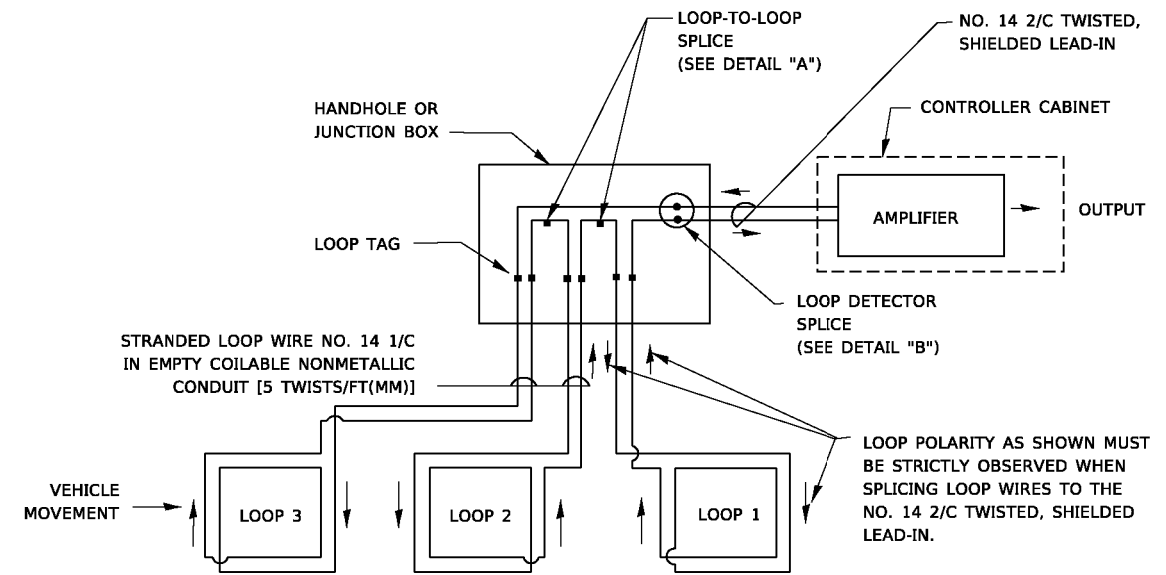 LOOP-TO-LOOP
SPLICE
(SEE DETAIL "A")
NO. 14 2/C TWISTED,
SHIELDED LEAD-IN
HANDHOLE OR
JUNCTION BOX
CONTROLLER CABINET
AMPLIFIER
OUTPUT
LOOP TAG
LOOP DETECTOR
SPLICE
(SEE DETAIL "B")
STRANDED LOOP WIRE NO. 14 1/C
IN EMPTY COILABLE NONMETALLIC
CONDUIT [5 TWISTS/FT(MM)]
LOOP POLARITY AS SHOWN MUST
BE STRICTLY OBSERVED WHEN
SPLICING LOOP WIRES TO THE
NO. 14 2/C TWISTED, SHIELDED
LEAD-IN.
VEHICLE
MOVEMENT
LOOP 3
LOOP 2
LOOP 1